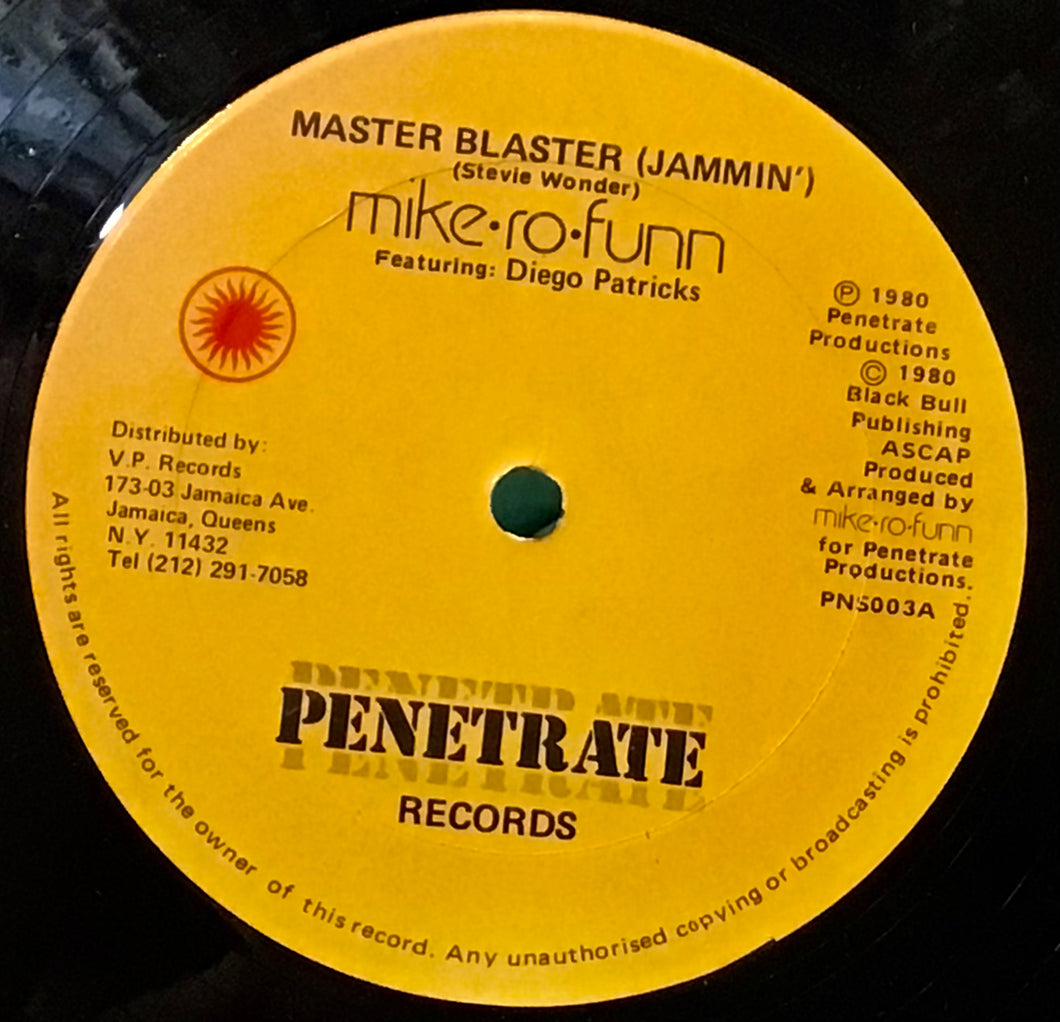 MASTER BLASTER (JAMMIN')
(Stevie Wonder)
mike·ro·funn
Featuring: Diego Patricks
Ⓟ 1980
Penetrate
Productions
© 1980
Black Bull
Publishing
ASCAP
Produced
& Arranged by
mike·ro·funn
for Penetrate
Productions.
PN5003A
Distributed by:
V.P. Records
173-03 Jamaica Ave.
Jamaica, Queens
N.Y. 11432
Tel (212) 291-7058
PENETRATE
RECORDS
All rights are reserved for the owner of this record. Any unauthorised copying or broadcasting is prohibited.